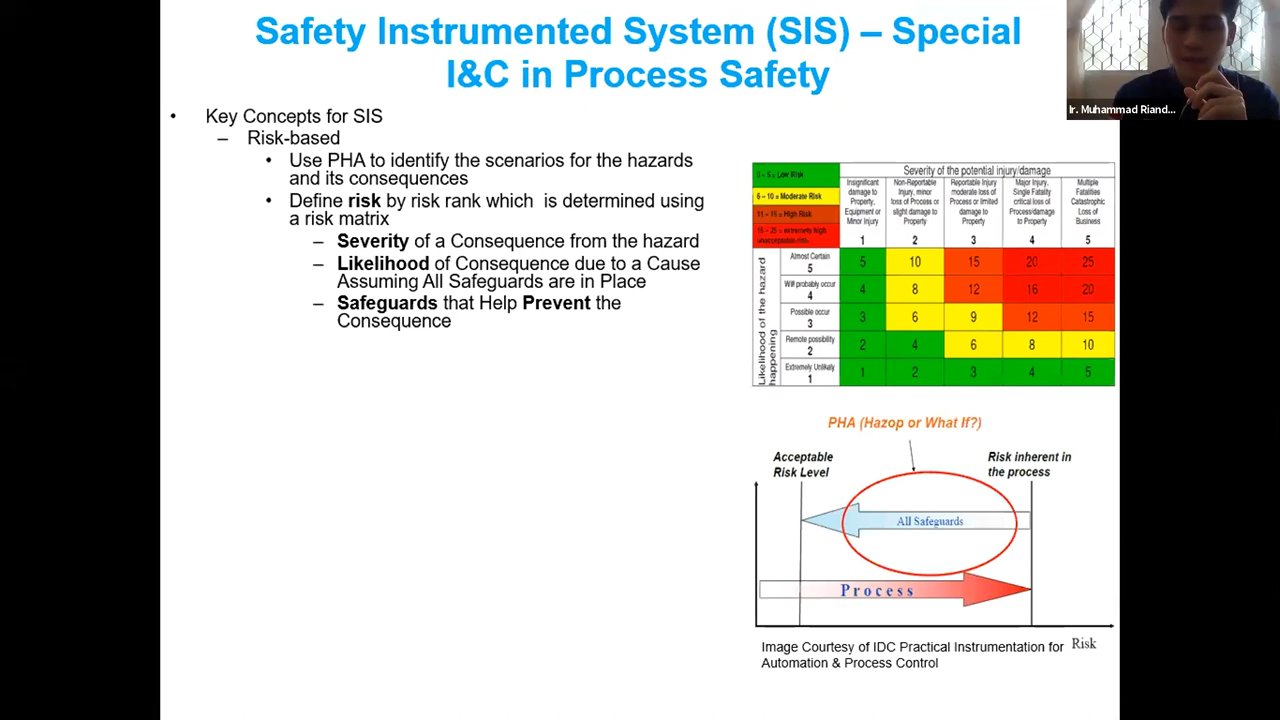 Safety Instrumented System (SIS) – Special
I&C in Process Safety
Ir. Muhammad Riand...
• Key Concepts for SIS
– Risk-based
• Use PHA to identify the scenarios for the hazards
and its consequences
• Define risk by risk rank which is determined using
a risk matrix
– Severity of a Consequence from the hazard
– Likelihood of Consequence due to a Cause
Assuming All Safeguards are in Place
– Safeguards that Help Prevent the
Consequence
0 – 5 = Low Risk
6 – 10 = Moderate Risk
11 – 15 = High Risk
16 – 25 = extremely high
unacceptable risk
Severity of the potential injury/damage
Insignificant
damage to
Property,
Equipment or
Minor Injury
1
Non-Reportable
Injury, minor
loss of Process or
slight damage to
Property
2
Reportable Injury
moderate loss of
Process or limited
damage to
Property
3
Major Injury,
Single Fatality
critical loss of
Process/damage
to Property
4
Multiple
Fatalities
Catastrophic
Loss of
Business
5
Likelihood of the hazard
happening
Almost Certain
5
5 10 15 20 25
Will probably occur
4
4 8 12 16 20
Possible occur
3
3 6 9 12 15
Remote possibility
2
2 4 6 8 10
Extremely Unlikely
1
1 2 3 4 5
PHA (Hazop or What If?)
Acceptable
Risk Level
Risk inherent in
the process
All Safeguards
Process
Risk
Image Courtesy of IDC Practical Instrumentation for
Automation & Process Control